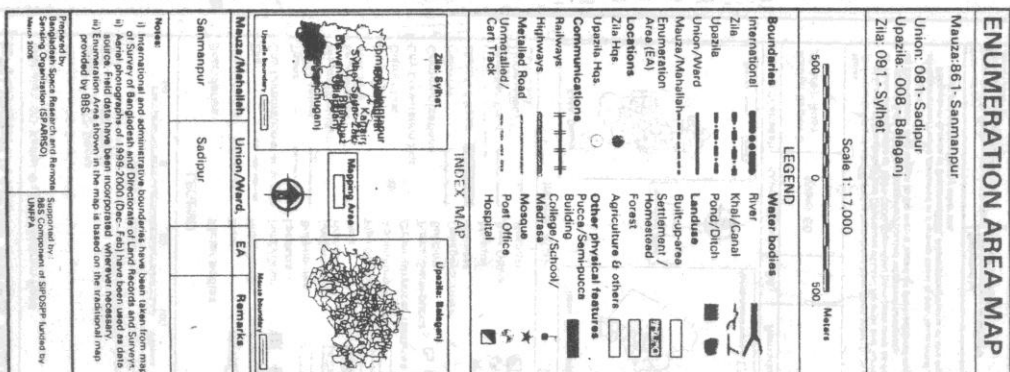 ENUMERATION AREA MAP
Mauza:861- Sanmanpur
Union: 081- Sadipur
Upazila: 008 - Balaganj
Zila: 091 - Sylhet
Scale 1:17,000
500 0 500 Meters
LEGEND
Boundaries
International
Zila
Upazila
Union/Ward
Mauza/Mahallah
Enumeration
Area (EA)
Locations
Zila Hqs
Upazila Hqs
Communications
Railways
Highways
Metalled Road
Unmetalled/
Cart Track
Water bodies
River
Khal/Canal
Pond/Ditch
Landuse
Built-up-area
Settlement /
Homestead
Forest
Agriculture & others
Other physical features
Pucca/Semi-pucca
Building
College/School/
Madrasa
Mosque
Post Office
Hospital
INDEX MAP
Zila: Sylhet
Upazila boundary
Mapping Area
Upazila: Balaganj
Mauza boundary
Mauza/Mahallah Union/Ward, EA Remarks
Sanmanpur Sadipur
Notes:
i) International and administrative boundaries have been taken from map
of Survey of Bangladesh and Directorate of Land Records and Surveys.
ii) Aerial photographs of 1999-2000 (Dec- Feb) have been used as data
source. Field data have been incorporated wherever necessary.
iii) Enumeration Area shown in the map is based on the traditional map
provided by BBS.
Prepared by
Bangladesh Space Research and Remote
Sensing Organization (SPARRSO)
Supported by:
BBS Component of SIPDSPP funded by
UNFPA